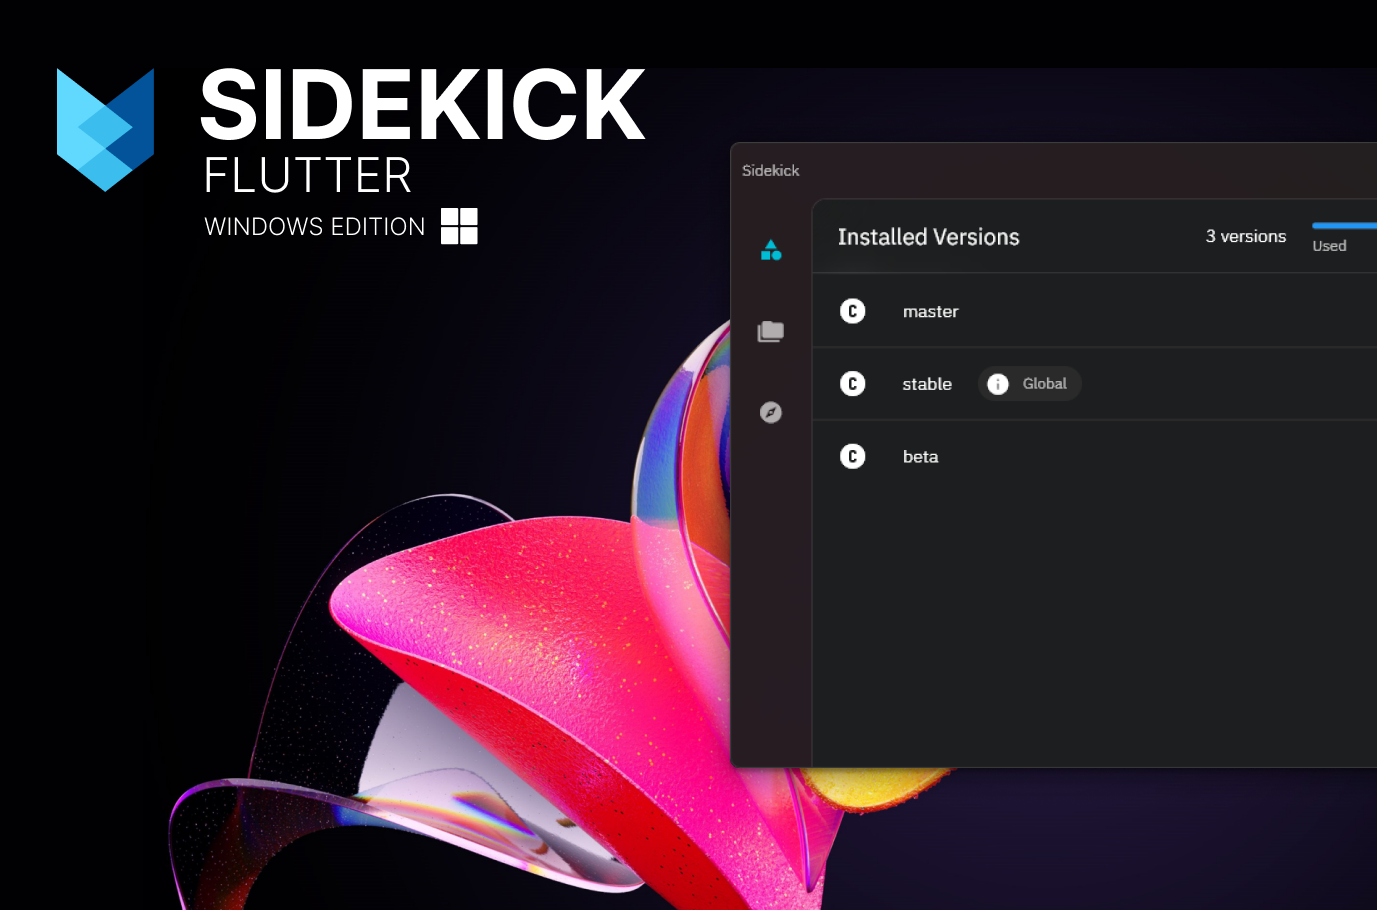 SIDEKICK
FLUTTER
WINDOWS EDITION
Sidekick
Installed Versions
3 versions
Used
C master
C stable
i Global
C beta